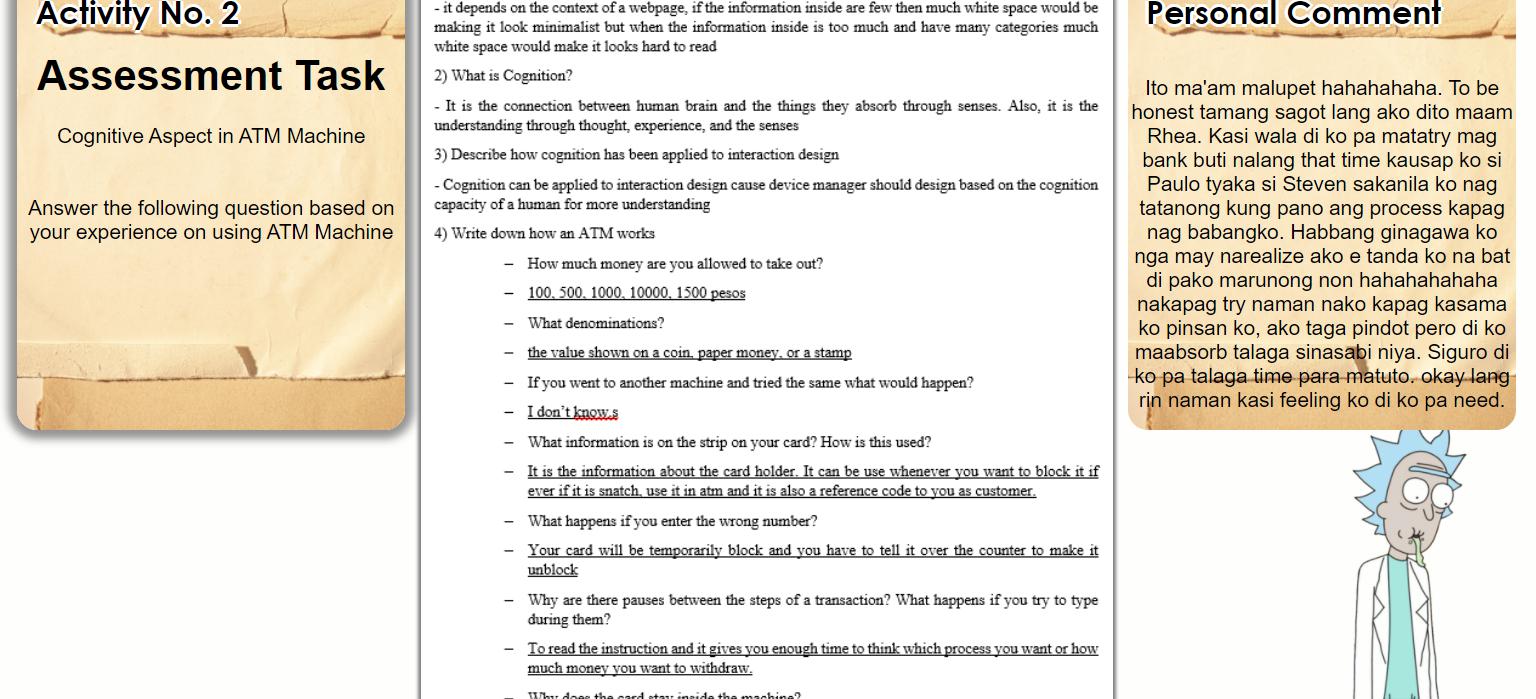 Activity No. 2
Assessment Task
Cognitive Aspect in ATM Machine
Answer the following question based on
your experience on using ATM Machine
- it depends on the context of a webpage, if the information inside are few then much white space would be
making it look minimalist but when the information inside is too much and have many categories much
white space would make it looks hard to read
2) What is Cognition?
- It is the connection between human brain and the things they absorb through senses. Also, it is the
understanding through thought, experience, and the senses
3) Describe how cognition has been applied to interaction design
- Cognition can be applied to interaction design cause device manager should design based on the cognition
capacity of a human for more understanding
4) Write down how an ATM works
– How much money are you allowed to take out?
– 100, 500, 1000, 10000, 1500 pesos
– What denominations?
– the value shown on a coin, paper money, or a stamp
– If you went to another machine and tried the same what would happen?
– I don’t know.s
– What information is on the strip on your card? How is this used?
– It is the information about the card holder. It can be use whenever you want to block it if
ever if it is snatch, use it in atm and it is also a reference code to you as customer.
– What happens if you enter the wrong number?
– Your card will be temporarily block and you have to tell it over the counter to make it
unblock
– Why are there pauses between the steps of a transaction? What happens if you try to type
during them?
– To read the instruction and it gives you enough time to think which process you want or how
much money you want to withdraw.
– Why does the card stay inside the machine?
Personal Comment
Ito ma'am malupet hahahahaha. To be
honest tamang sagot lang ako dito maam
Rhea. Kasi wala di ko pa matatry mag
bank buti nalang that time kausap ko si
Paulo tyaka si Steven sakanila ko nag
tatanong kung pano ang process kapag
nag babangko. Habbang ginagawa ko
nga may narealize ako e tanda ko na bat
di pako marunong non hahahahahaha
nakapag try naman nako kapag kasama
ko pinsan ko, ako taga pindot pero di ko
maabsorb talaga sinasabi niya. Siguro di
ko pa talaga time para matuto. okay lang
rin naman kasi feeling ko di ko pa need.